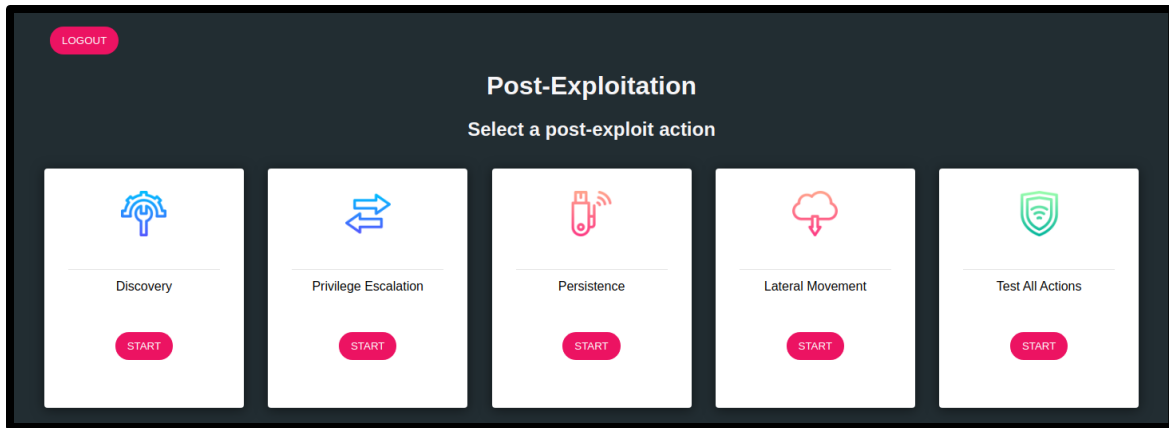 LOGOUT
Post-Exploitation
Select a post-exploit action
Discovery
Privilege Escalation
Persistence
Lateral Movement
Test All Actions
START
START
START
START
START